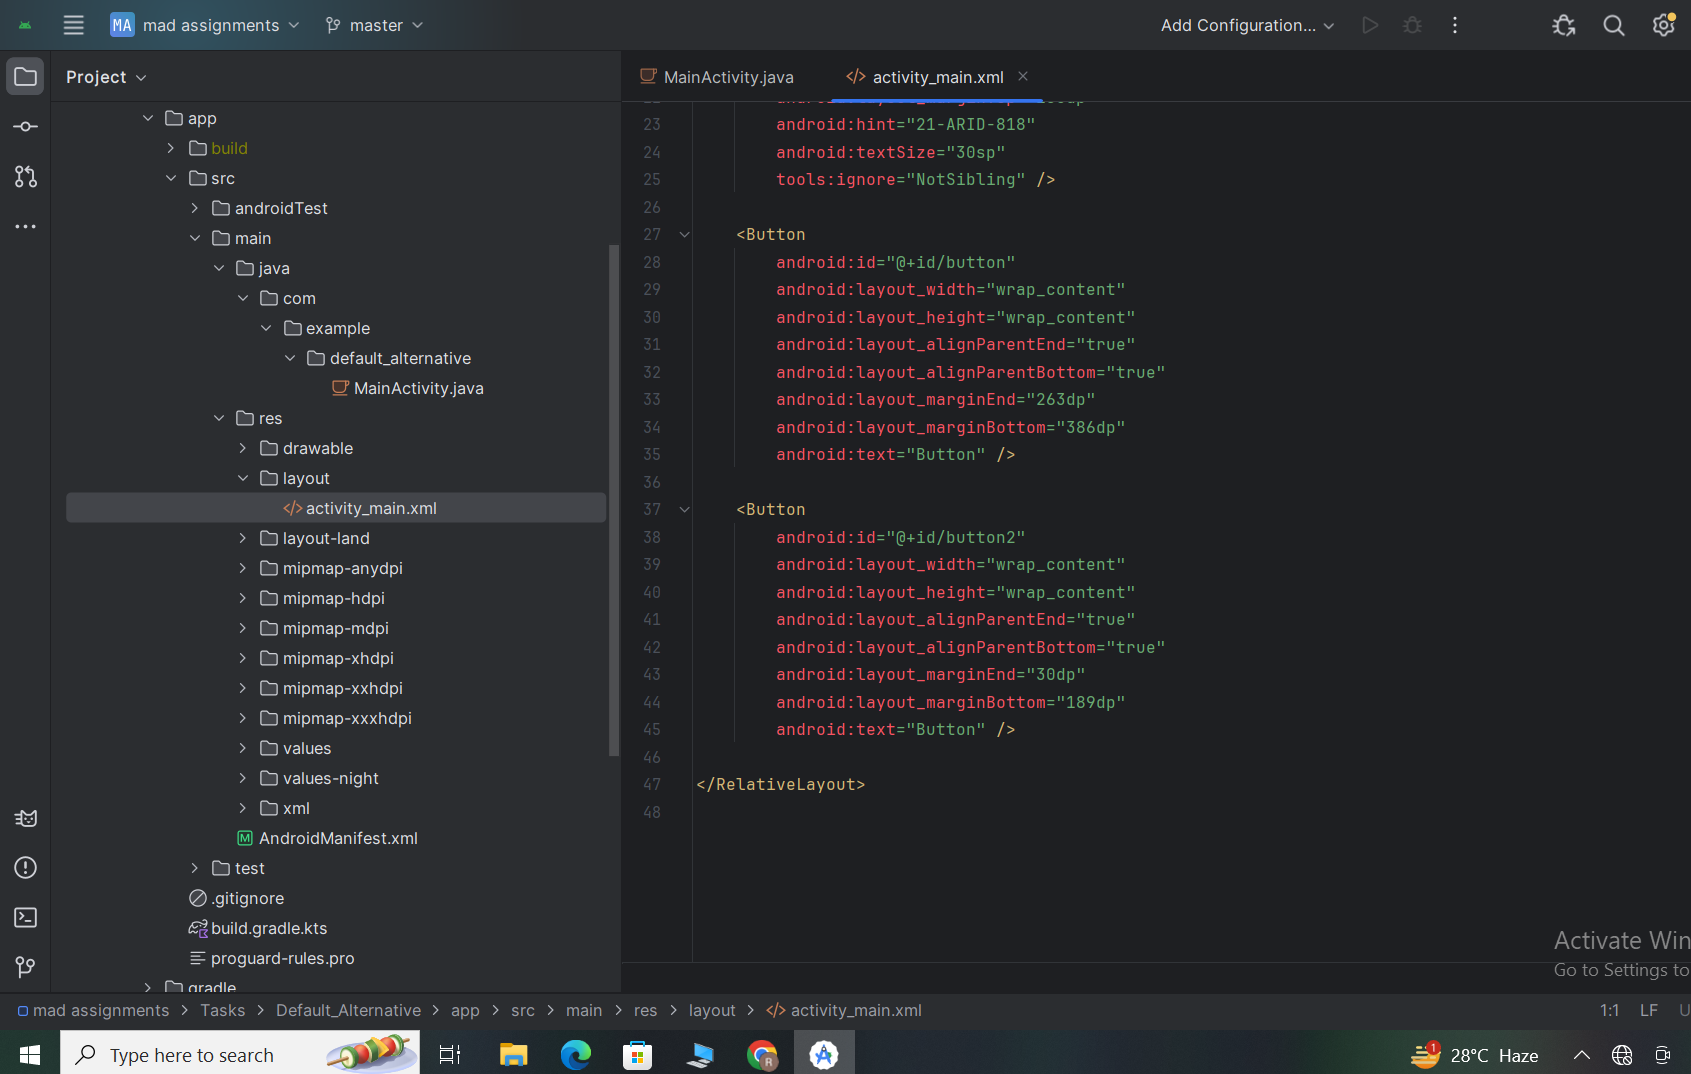 MA mad assignments
master
Add Configuration...
Project
MainActivity.java
activity_main.xml
app
build
src
androidTest
main
java
com
example
default_alternative
MainActivity.java
res
drawable
layout
activity_main.xml
layout-land
mipmap-anydpi
mipmap-hdpi
mipmap-mdpi
mipmap-xhdpi
mipmap-xxhdpi
mipmap-xxxhdpi
values
values-night
xml
AndroidManifest.xml
test
.gitignore
build.gradle.kts
proguard-rules.pro
gradle
23 android:hint="21-ARID-818"
24 android:textSize="30sp"
25 tools:ignore="NotSibling" />
26
27 <Button
28 android:id="@+id/button"
29 android:layout_width="wrap_content"
30 android:layout_height="wrap_content"
31 android:layout_alignParentEnd="true"
32 android:layout_alignParentBottom="true"
33 android:layout_marginEnd="263dp"
34 android:layout_marginBottom="386dp"
35 android:text="Button" />
36
37 <Button
38 android:id="@+id/button2"
39 android:layout_width="wrap_content"
40 android:layout_height="wrap_content"
41 android:layout_alignParentEnd="true"
42 android:layout_alignParentBottom="true"
43 android:layout_marginEnd="30dp"
44 android:layout_marginBottom="189dp"
45 android:text="Button" />
46
47 </RelativeLayout>
48
Activate Win
Go to Settings to
mad assignments > Tasks > Default_Alternative > app > src > main > res > layout > </> activity_main.xml
1:1 LF U
Type here to search
R
1
28°C Haze